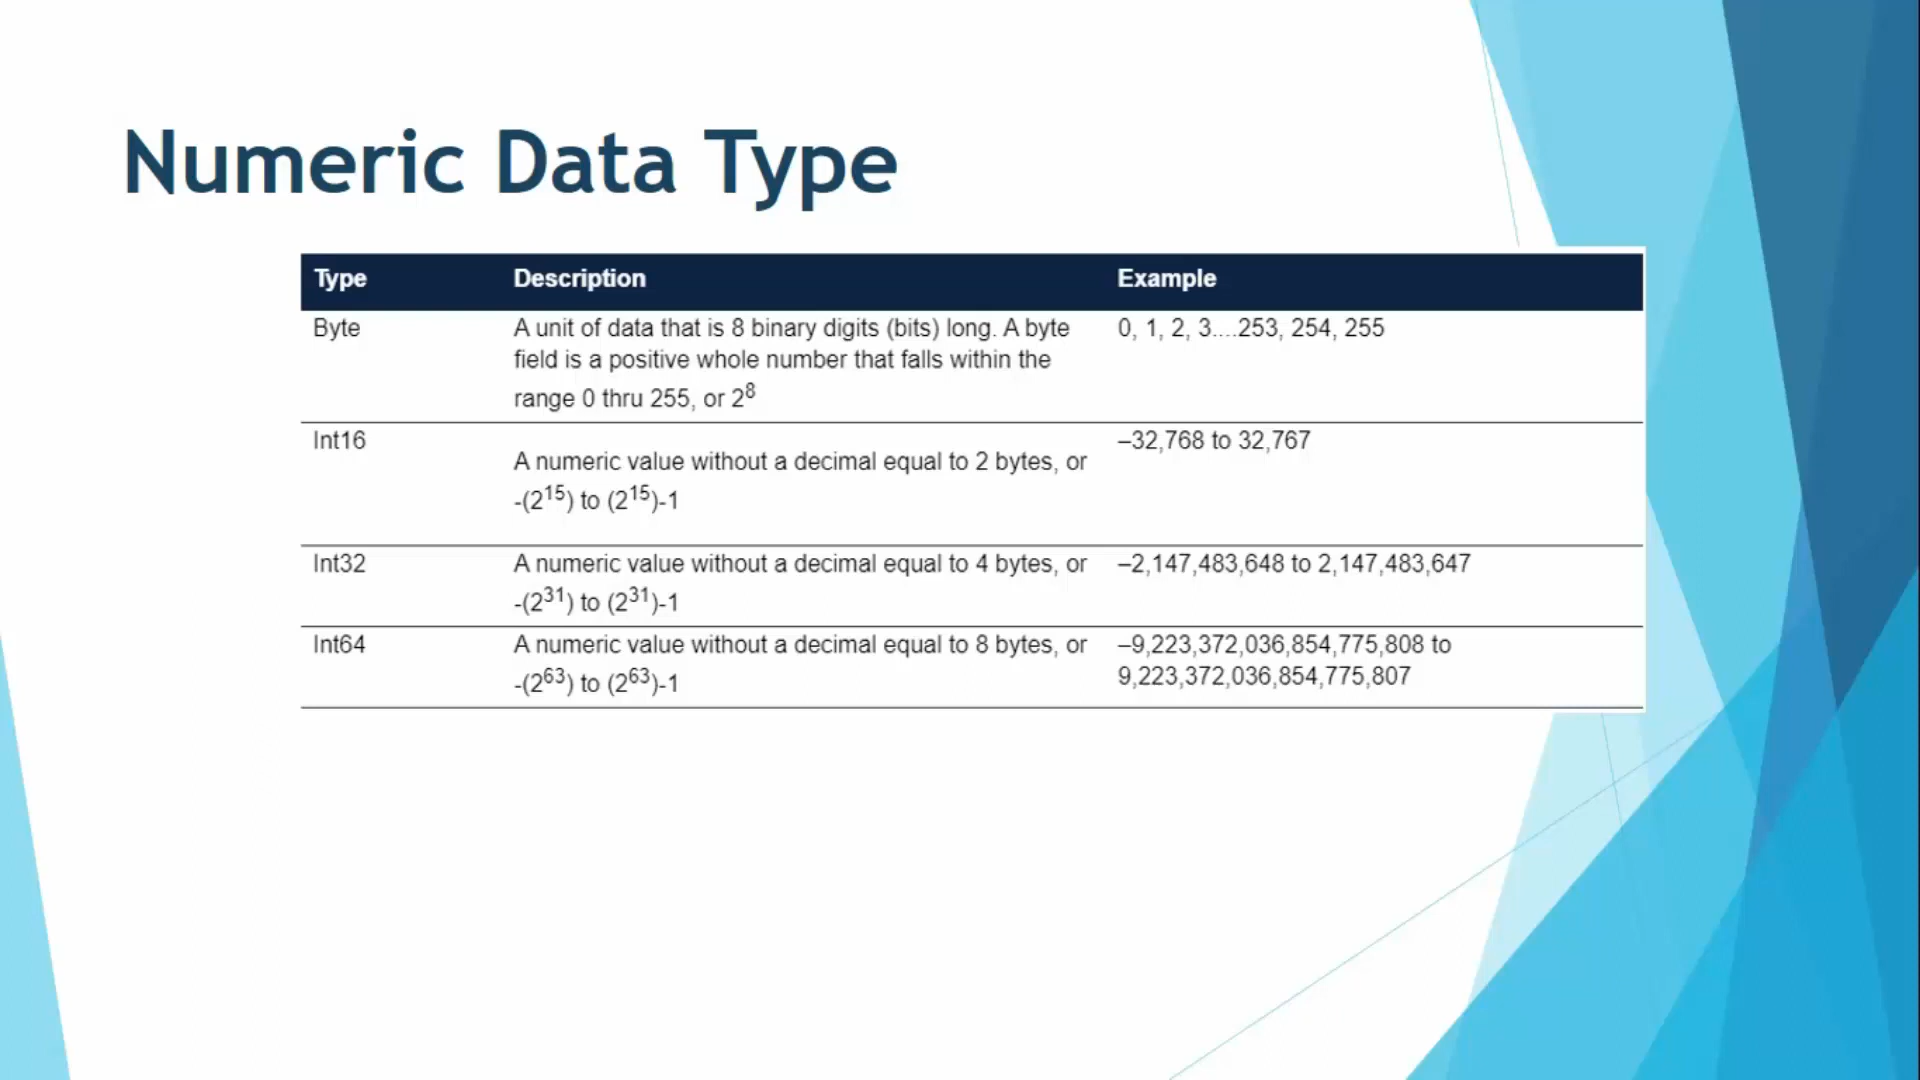 Numeric Data Type
Type Description Example
Byte A unit of data that is 8 binary digits (bits) long. A byte 0, 1, 2, 3....253, 254, 255
field is a positive whole number that falls within the
range 0 thru 255, or 2⁸
Int16 –32,768 to 32,767
A numeric value without a decimal equal to 2 bytes, or
-(2¹⁵) to (2¹⁵)-1
Int32 A numeric value without a decimal equal to 4 bytes, or –2,147,483,648 to 2,147,483,647
-(2³¹) to (2³¹)-1
Int64 A numeric value without a decimal equal to 8 bytes, or –9,223,372,036,854,775,808 to
-(2⁶³) to (2⁶³)-1 9,223,372,036,854,775,807